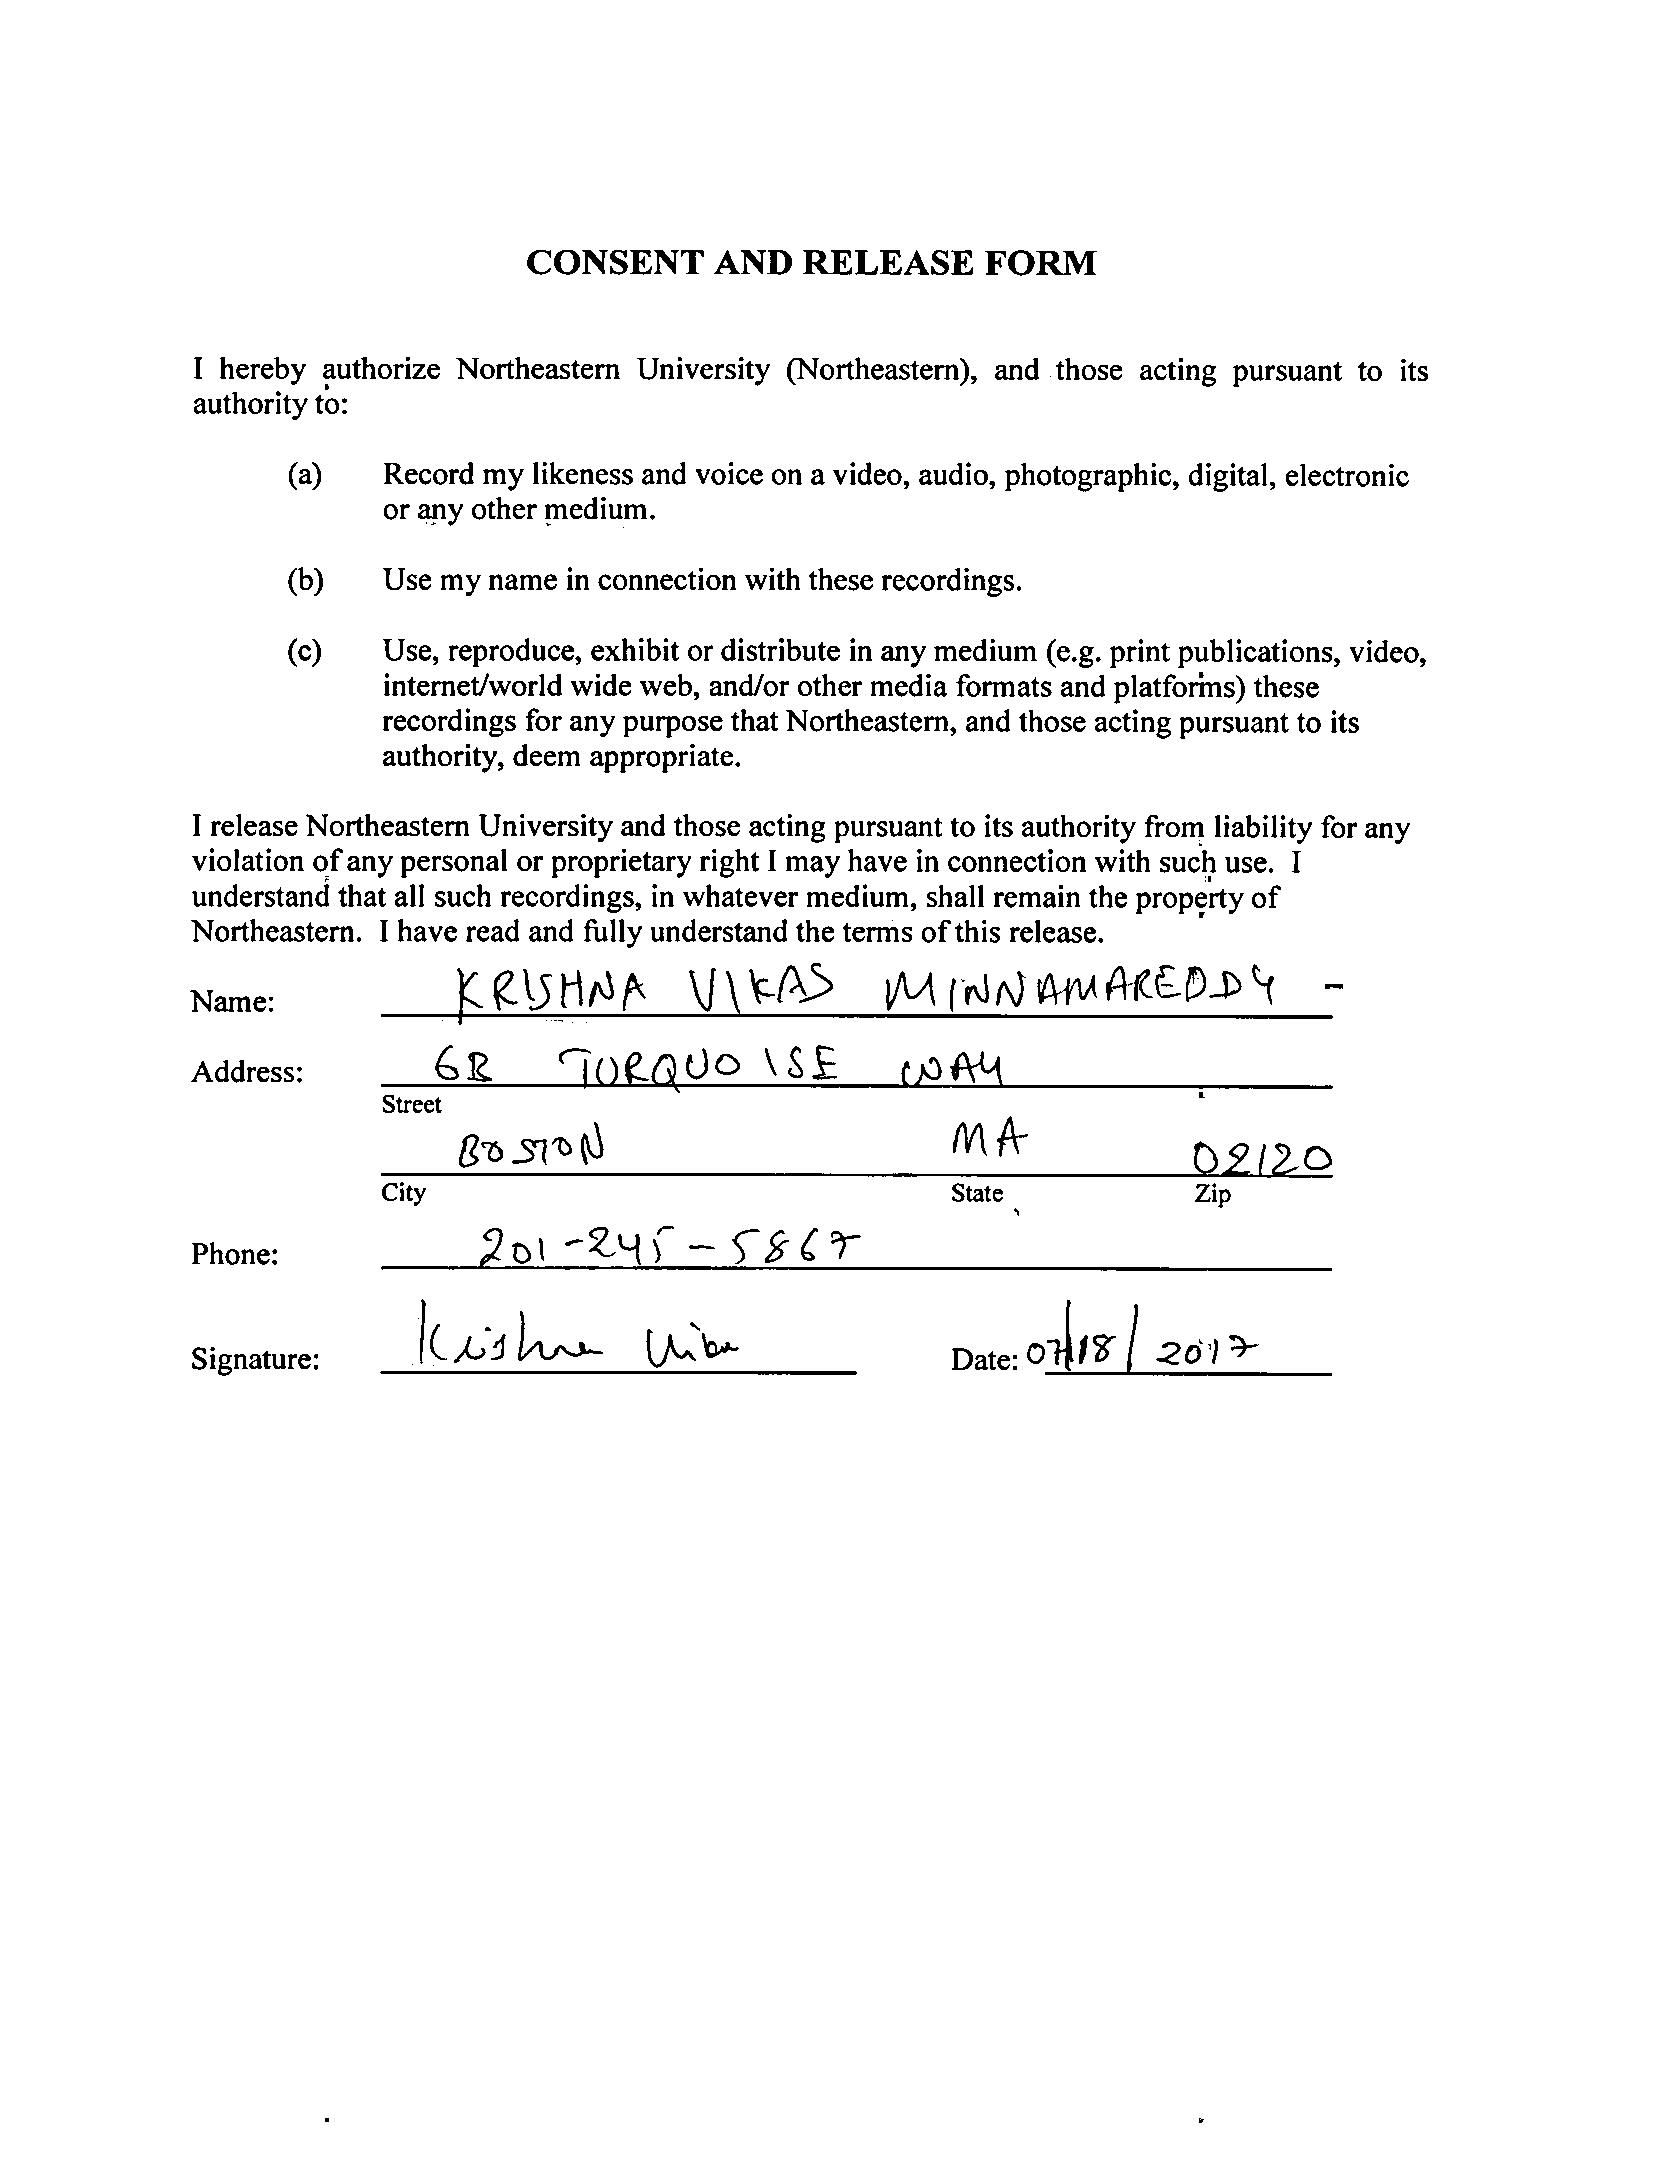 CONSENT AND RELEASE FORM
I hereby authorize Northeastern University (Northeastern), and those acting pursuant to its
authority to:
(a) Record my likeness and voice on a video, audio, photographic, digital, electronic
or any other medium.
(b) Use my name in connection with these recordings.
(c) Use, reproduce, exhibit or distribute in any medium (e.g. print publications, video,
internet/world wide web, and/or other media formats and platforms) these
recordings for any purpose that Northeastern, and those acting pursuant to its
authority, deem appropriate.
I release Northeastern University and those acting pursuant to its authority from liability for any
violation of any personal or proprietary right I may have in connection with such use. I
understand that all such recordings, in whatever medium, shall remain the property of
Northeastern. I have read and fully understand the terms of this release.
Name: KRISHNA VIKAS MINNAMAREDDY -
Address: TURQUOISE WAY
Street
BOSTON MA 02120
City State Zip
Phone: 201-245-5867
Signature: Krishna
Date: 07/18/2017